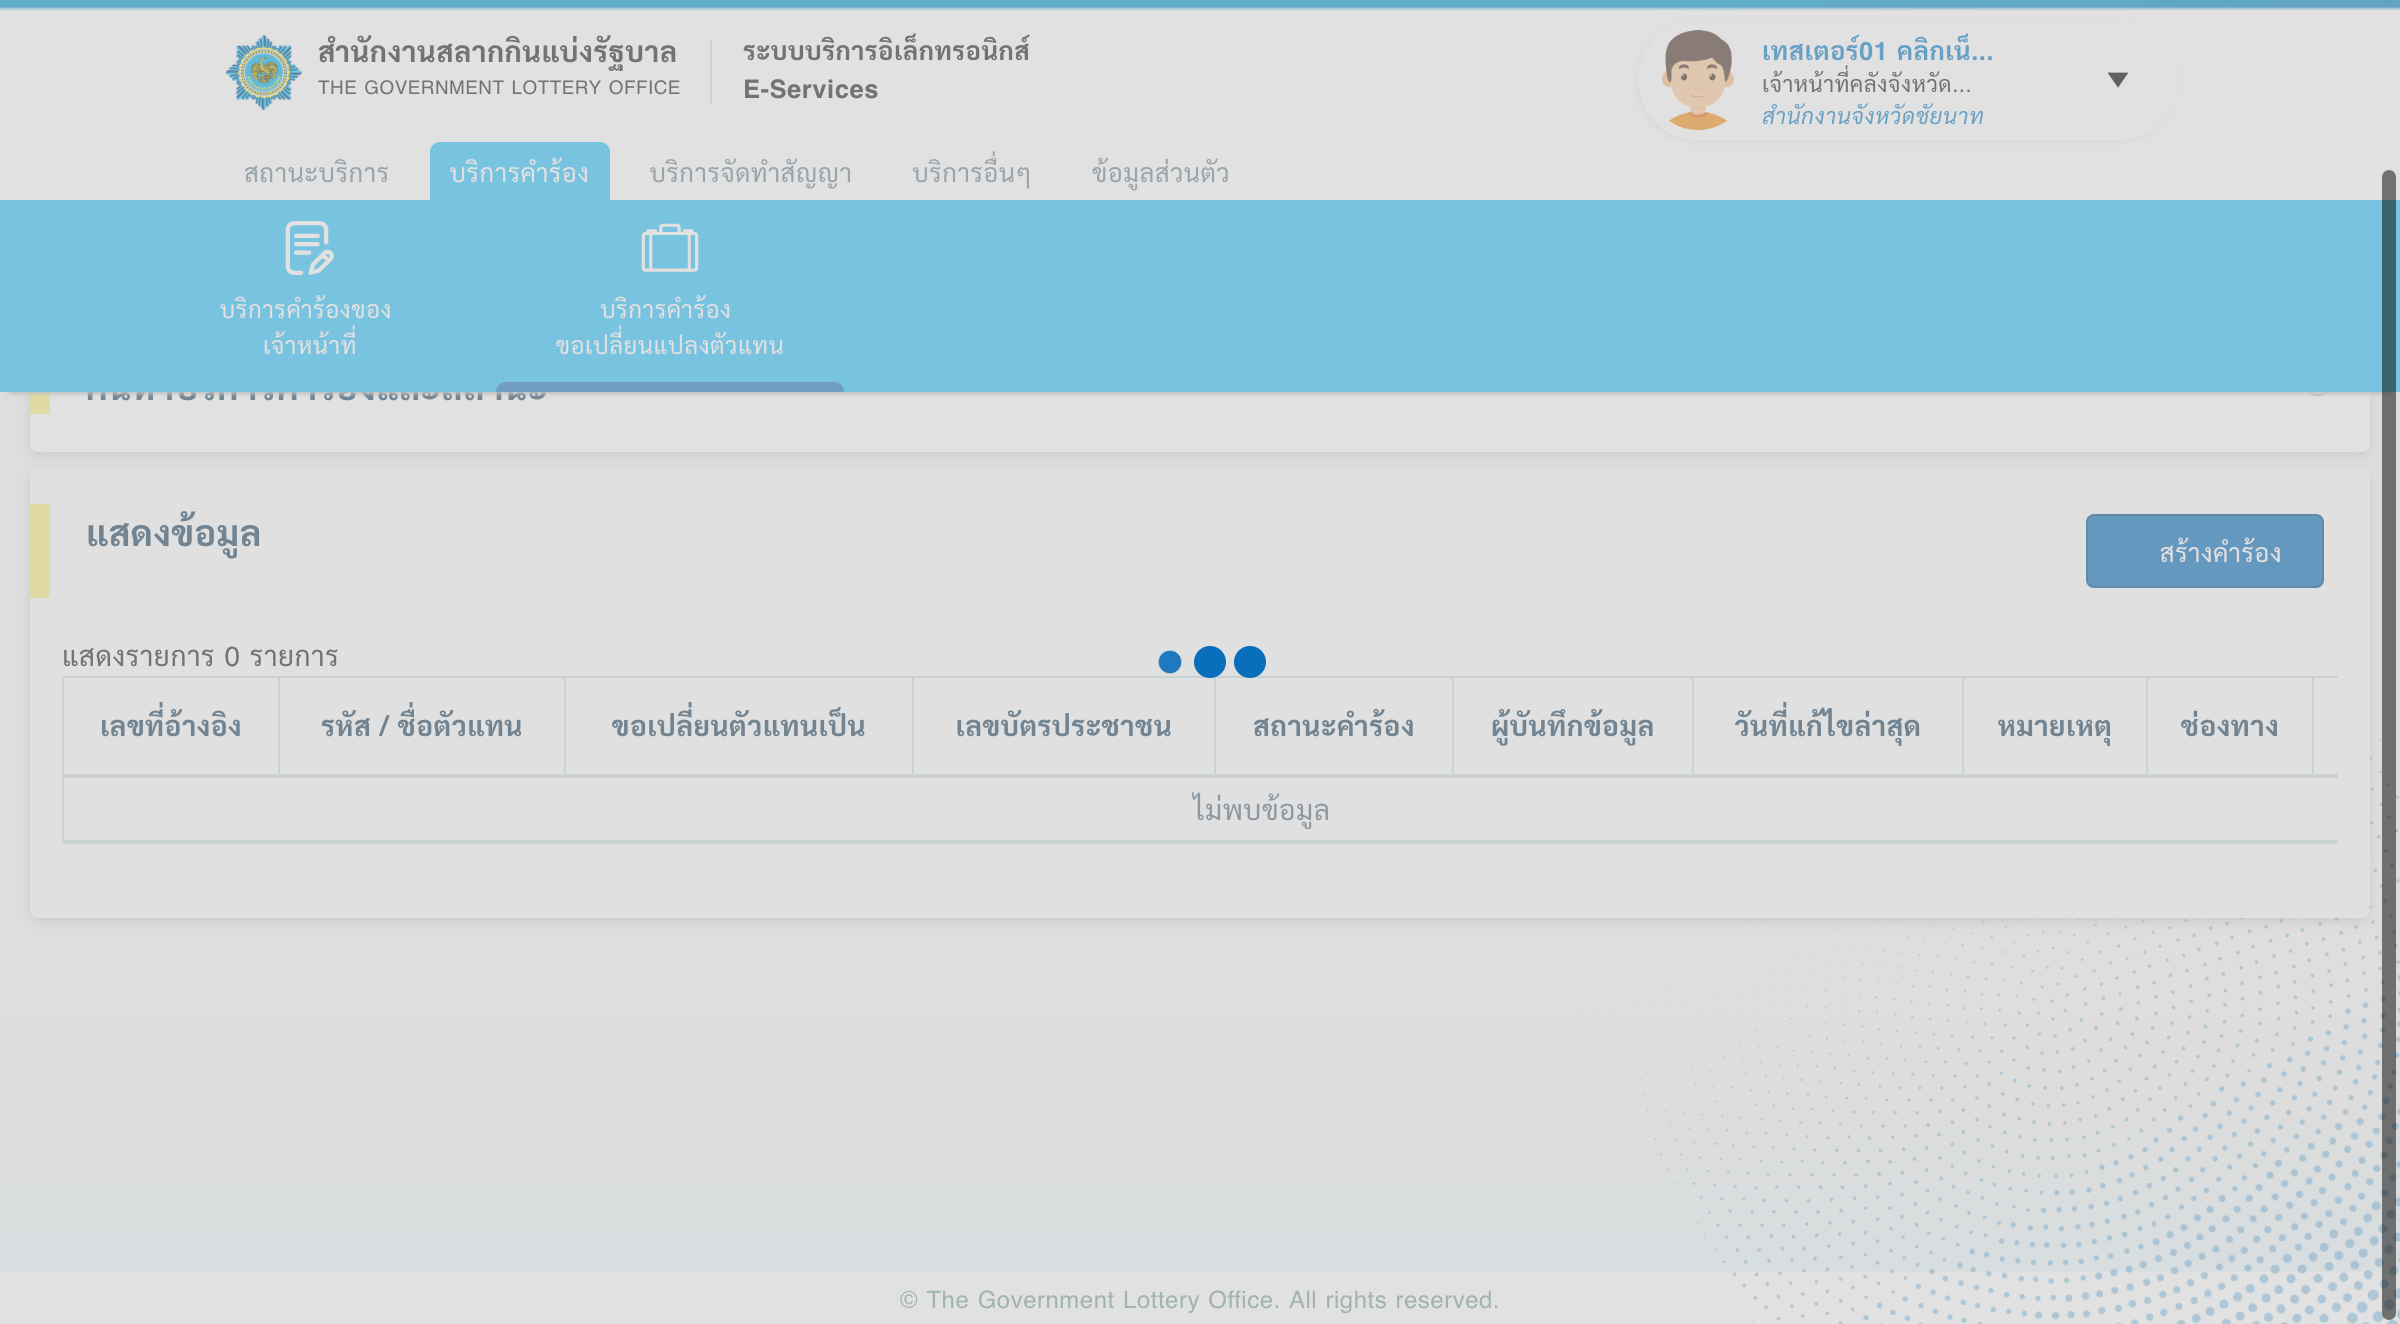 สำนักงานสลากกินแบ่งรัฐบาล
THE GOVERNMENT LOTTERY OFFICE
ระบบบริการอิเล็กทรอนิกส์
E-Services
เทสเตอร์01 คลิกเน็...
เจ้าหน้าที่คลังจังหวัด...
สำนักงานจังหวัดชัยนาท
สถานะบริการ
บริการคำร้อง
บริการจัดทำสัญญา
บริการอื่นๆ
ข้อมูลส่วนตัว
บริการคำร้องของ
เจ้าหน้าที่
บริการคำร้อง
ขอเปลี่ยนแปลงตัวแทน
แสดงข้อมูล
สร้างคำร้อง
แสดงรายการ 0 รายการ
เลขที่อ้างอิง
รหัส / ชื่อตัวแทน
ขอเปลี่ยนตัวแทนเป็น
เลขบัตรประชาชน
สถานะคำร้อง
ผู้บันทึกข้อมูล
วันที่แก้ไขล่าสุด
หมายเหตุ
ช่องทาง
ไม่พบข้อมูล
© The Government Lottery Office. All rights reserved.